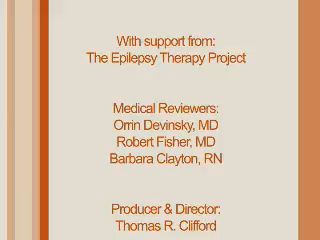 With support from:
The Epilepsy Therapy Project
Medical Reviewers:
Orrin Devinsky, MD
Robert Fisher, MD
Barbara Clayton, RN
Producer & Director:
Thomas R. Clifford